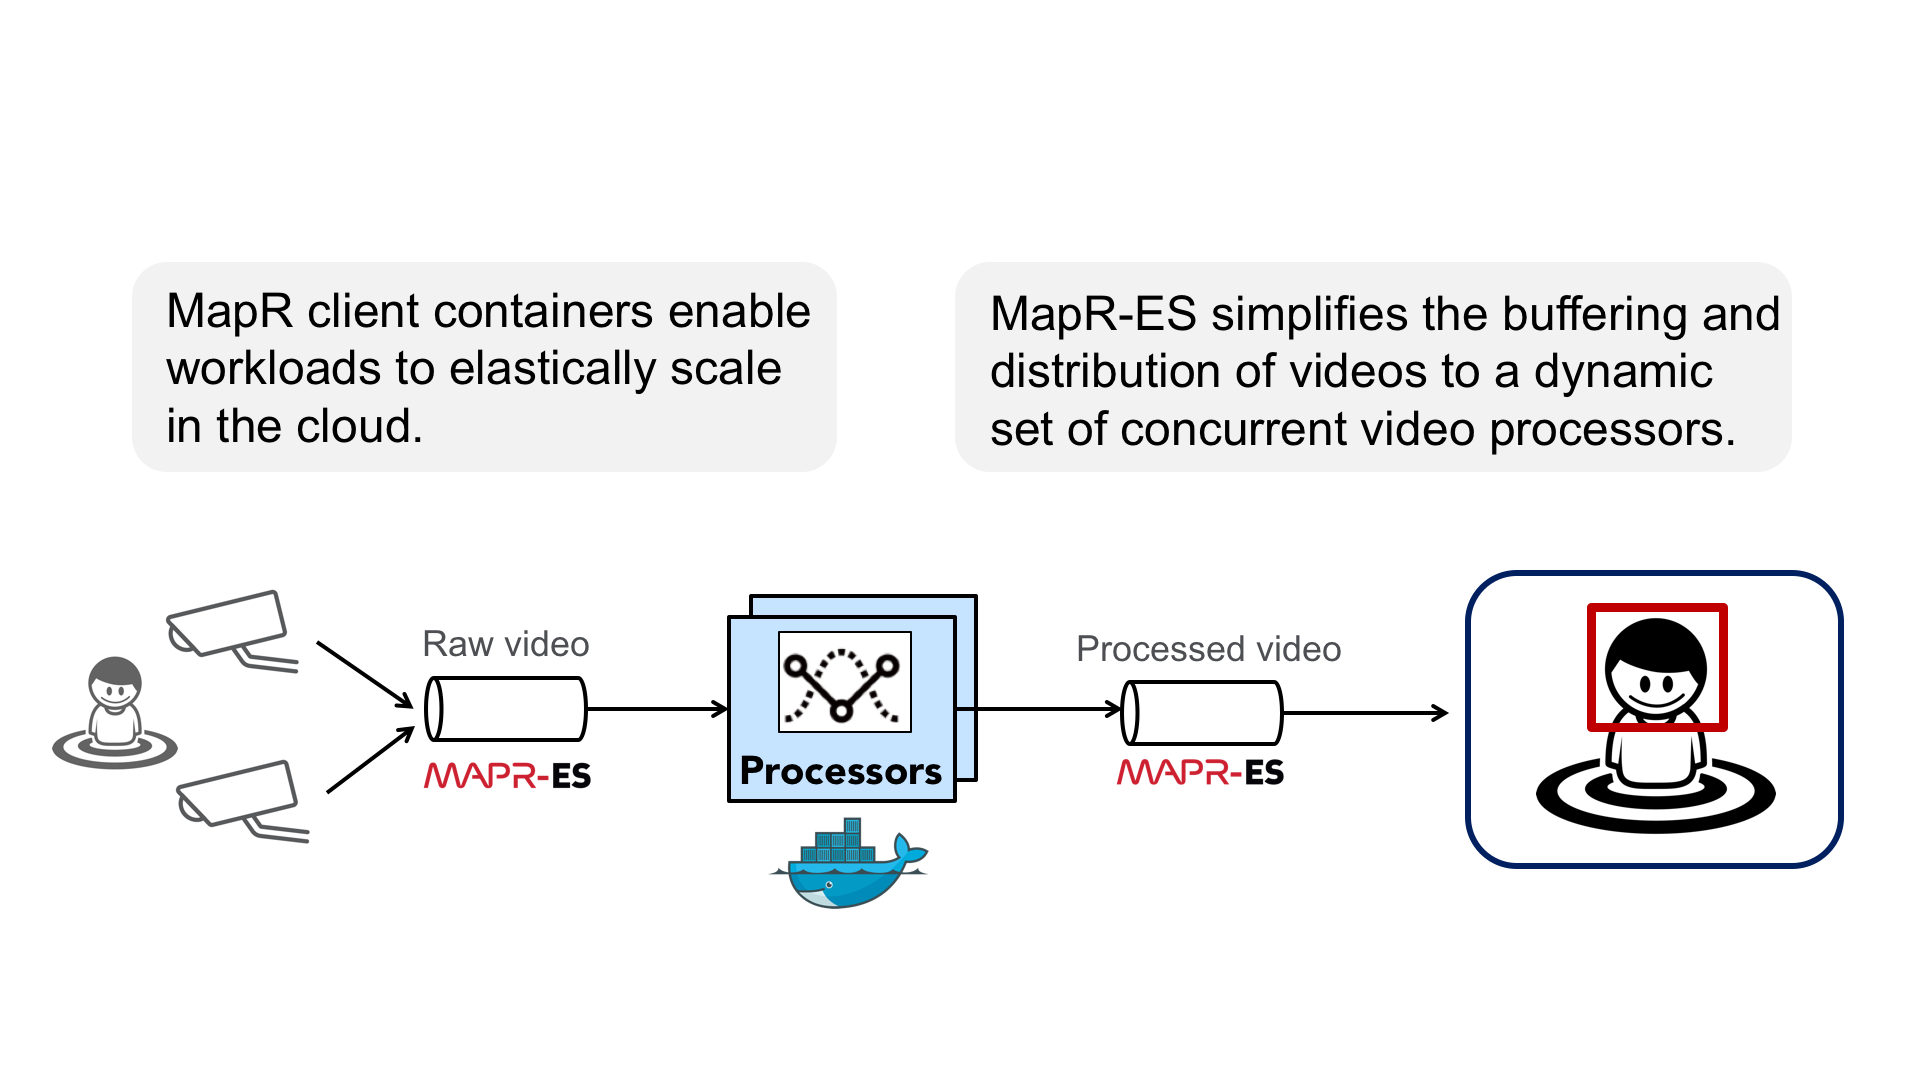 MapR client containers enable
workloads to elastically scale
in the cloud.
MapR-ES simplifies the buffering and
distribution of videos to a dynamic
set of concurrent video processors.
Raw video
MAPR-ES
Processors
Processed video
MAPR-ES